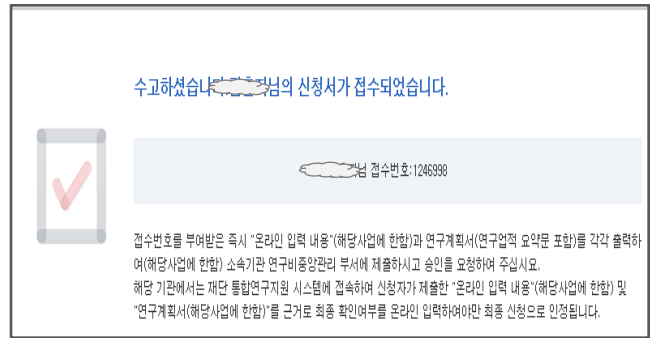 수고하셨습니 님의 신청서가 접수되었습니다.
님 접수번호:1246998
접수번호를 부여받은 즉시 "온라인 입력 내용"(해당사업에 한함)과 연구계획서(연구업적 요약문 포함)를 각각 출력하
여(해당사업에 한함) 소속기관 연구비중앙관리 부서에 제출하시고 승인을 요청하여 주십시요.
해당 기관에서는 재단 통합연구지원 시스템에 접속하여 신청자가 제출한 "온라인 입력 내용"(해당사업에 한함) 및
"연구계획서(해당사업에 한함)"를 근거로 최종 확인여부를 온라인 입력하여야만 최종 신청으로 인정됩니다.